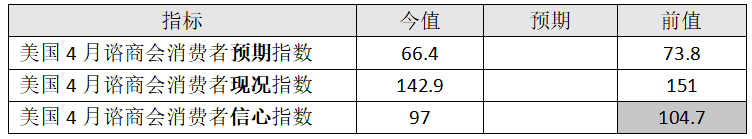 指标 今值 预期 前值
美国 4 月谘商会消费者预期指数 66.4 73.8
美国 4 月谘商会消费者现况指数 142.9 151
美国 4 月谘商会消费者信心指数 97 104.7